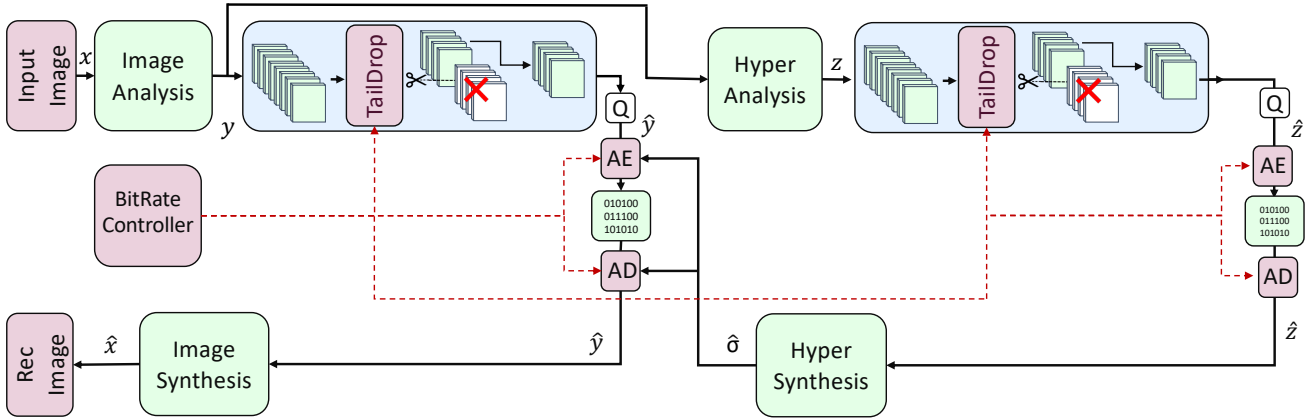 Input
Image
x
Image
Analysis
y
TailDrop
Q
ŷ
Hyper
Analysis
z
TailDrop
Q
ẑ
BitRate
Controller
AE
010100
011100
101010
AD
AE
010100
011100
101010
AD
Rec
Image
x̂
Image
Synthesis
ŷ
σ̂
Hyper
Synthesis
ẑ